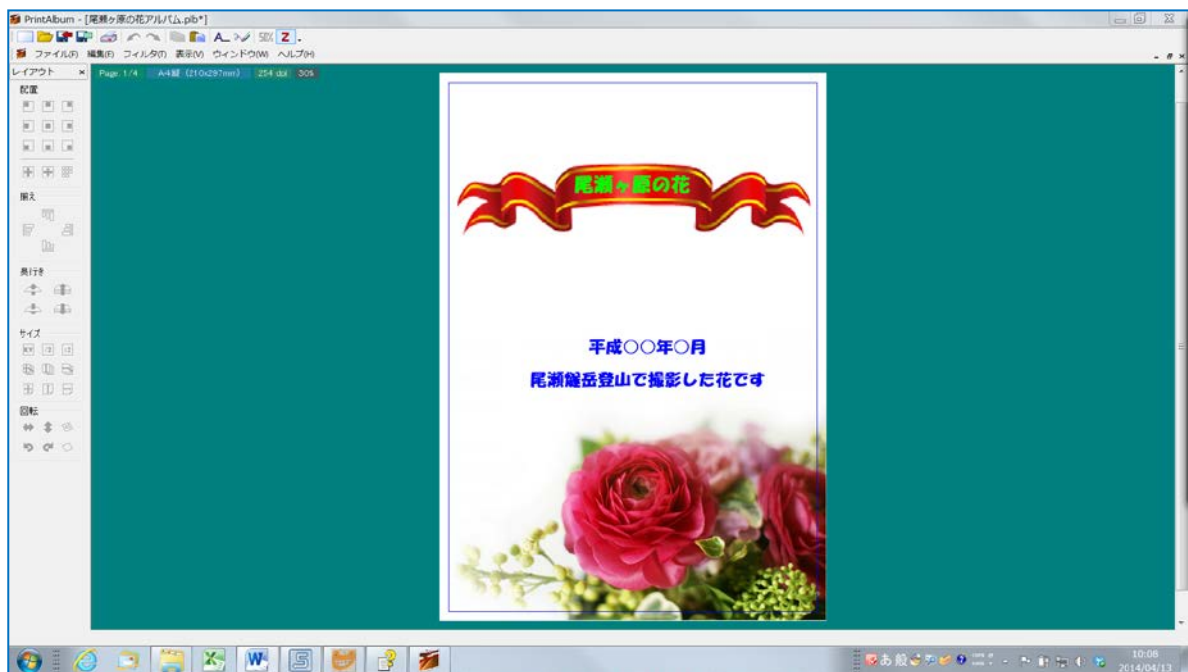 PrintAlbum - [尾瀬ヶ原の花アルバム.plb*]
ファイル(F) 編集(E) フィルタ(T) 表示(V) ウィンドウ(W) ヘルプ(H)
レイアウト
Page 1/4 A4縦 (210x297mm) 254 dpi 30%
配置
揃え
奥行き
サイズ
回転
尾瀬ヶ原の花
平成○○年○月
尾瀬燧岳登山で撮影した花です
あ 般
10:08
2014/04/13